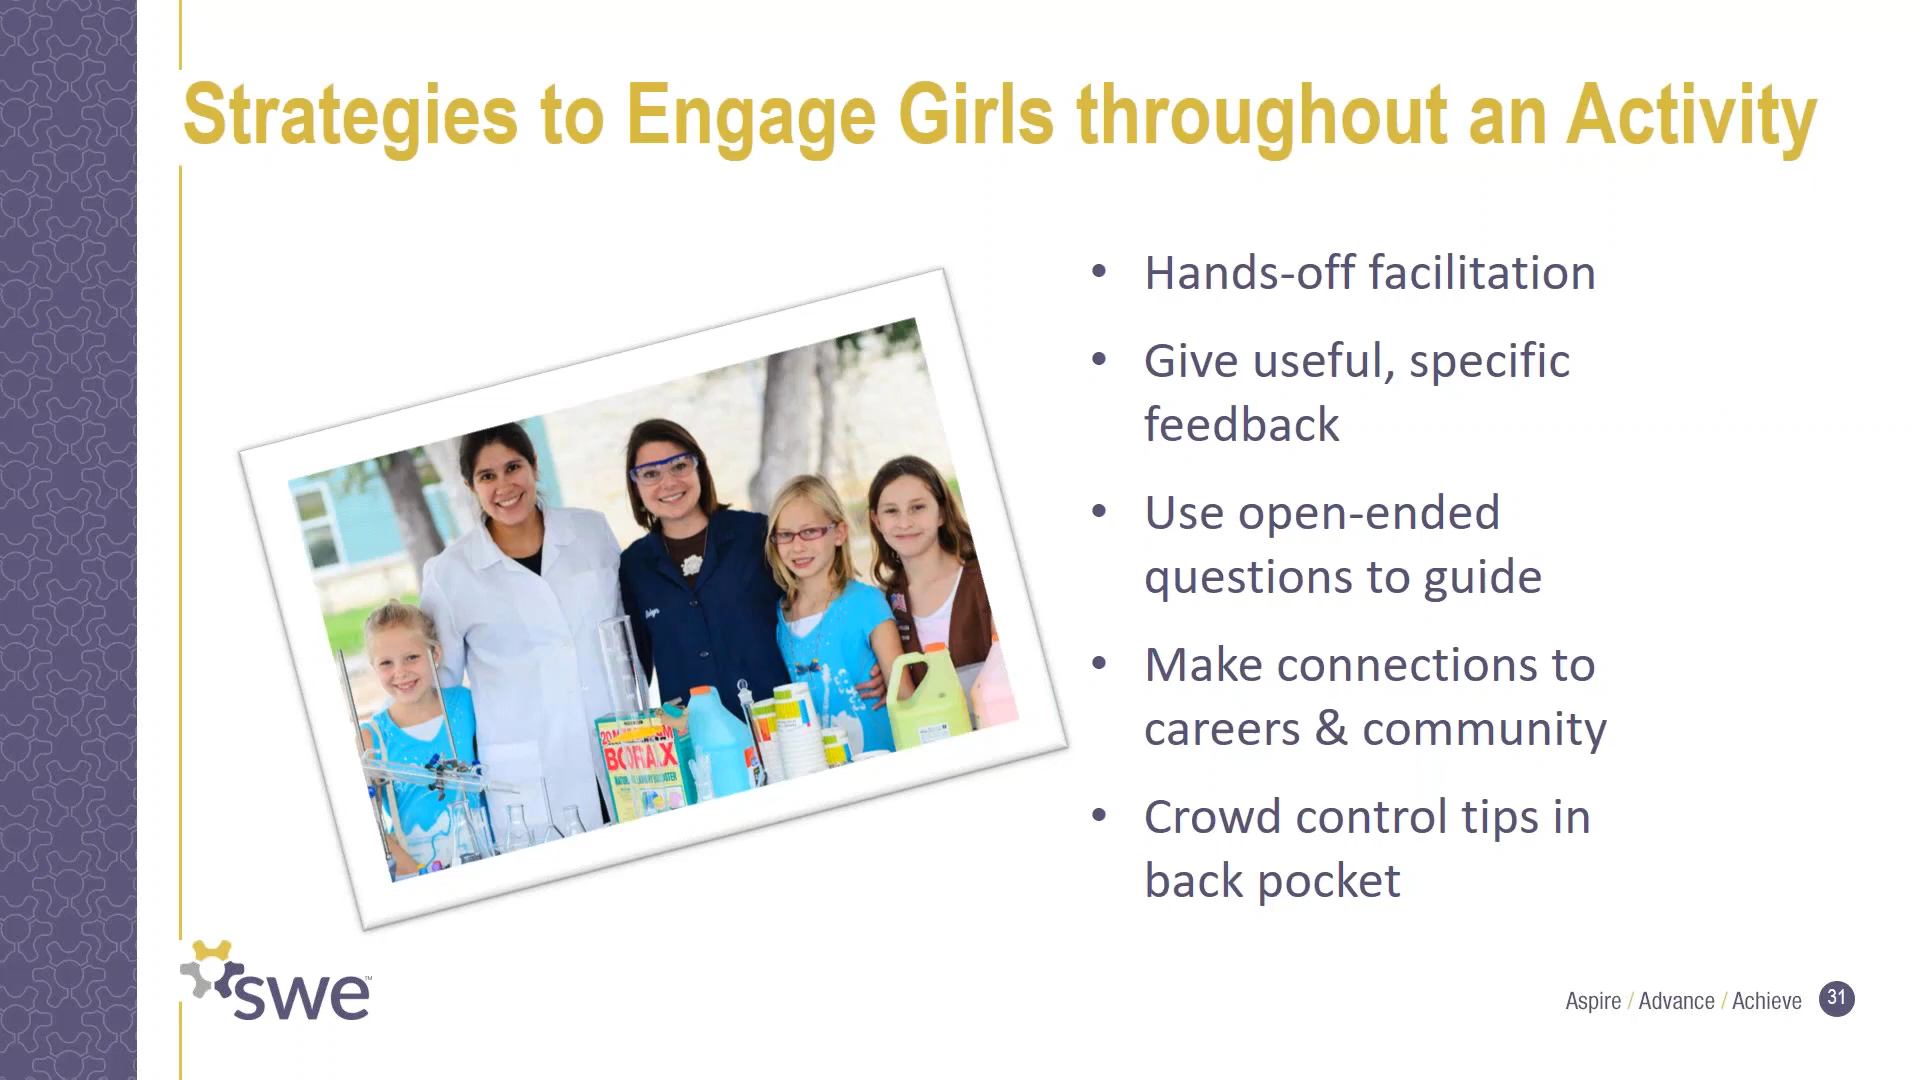 Strategies to Engage Girls throughout an Activity
• Hands-off facilitation
• Give useful, specific
feedback
• Use open-ended
questions to guide
• Make connections to
careers & community
• Crowd control tips in
back pocket
BORAX
swe™
Aspire / Advance / Achieve 31